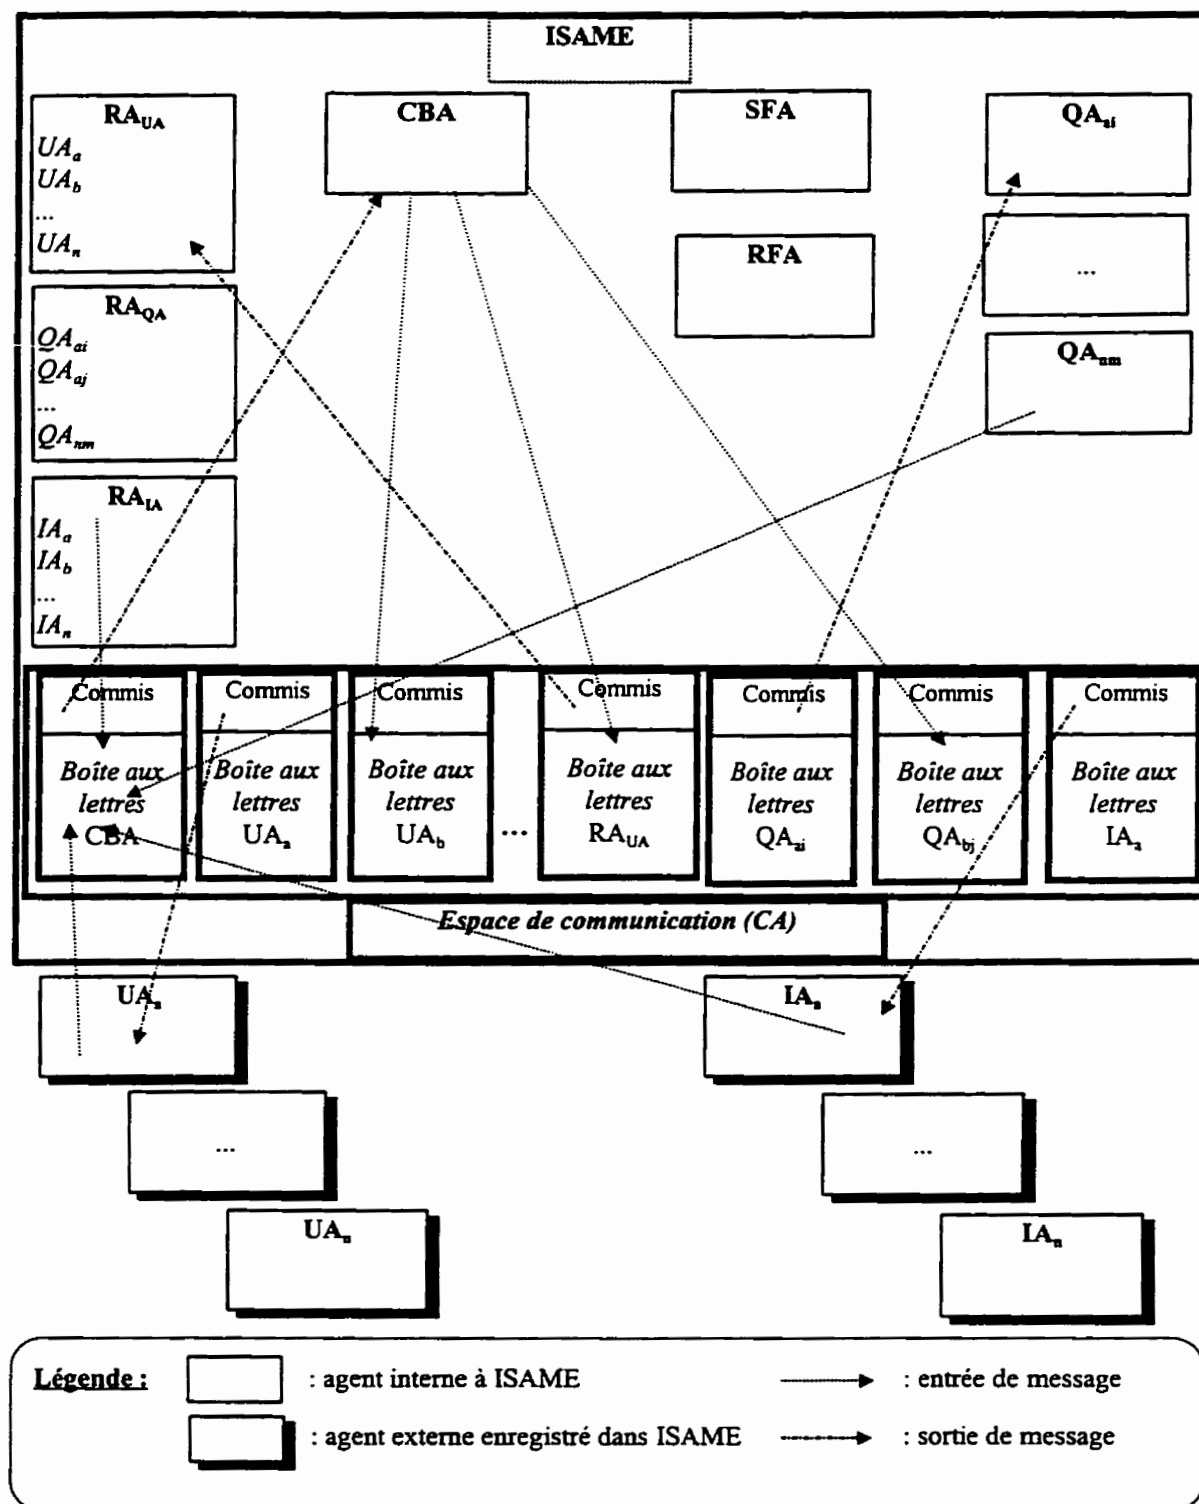 ISAME
RA_UA
UA_a
UA_b
...
UA_n
CBA
SFA
QA_ai
...
RFA
RA_QA
QA_ai
QA_aj
...
QA_nm
QA_nm
RA_IA
IA_a
IA_b
...
IA_n
Commis
Boîte aux
lettres
CBA
Commis
Boîte aux
lettres
UA_a
Commis
Boîte aux
lettres
UA_b
...
Commis
Boîte aux
lettres
RA_UA
Commis
Boîte aux
lettres
QA_ai
Commis
Boîte aux
lettres
QA_bj
Commis
Boîte aux
lettres
IA_a
Espace de communication (CA)
UA_a
...
UA_n
IA_a
...
IA_n
Légende :
: agent interne à ISAME
: entrée de message
: agent externe enregistré dans ISAME
: sortie de message